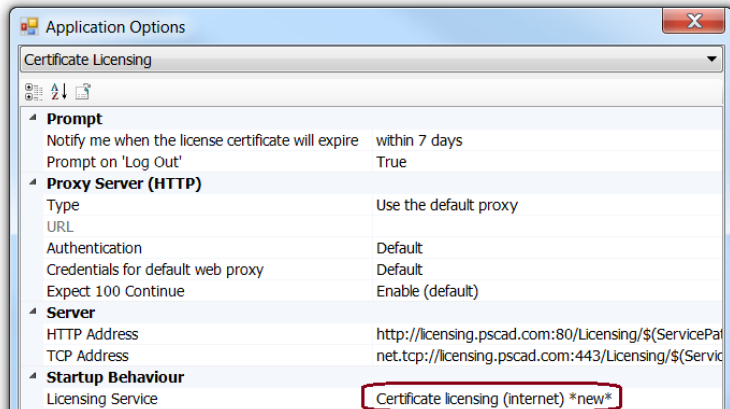 Application Options
Certificate Licensing
Prompt
Notify me when the license certificate will expire within 7 days
Prompt on 'Log Out' True
Proxy Server (HTTP)
Type Use the default proxy
URL
Authentication Default
Credentials for default web proxy Default
Expect 100 Continue Enable (default)
Server
HTTP Address http://licensing.pscad.com:80/Licensing/$(ServicePat
TCP Address net.tcp://licensing.pscad.com:443/Licensing/$(Servic
Startup Behaviour
Licensing Service Certificate licensing (internet) *new*